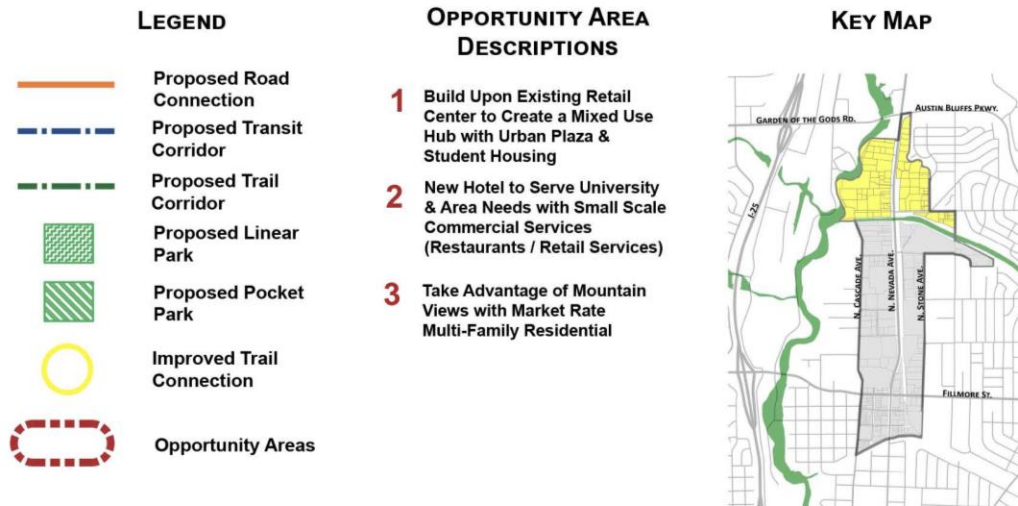 LEGEND
Proposed Road
Connection
Proposed Transit
Corridor
Proposed Trail
Corridor
Proposed Linear
Park
Proposed Pocket
Park
Improved Trail
Connection
Opportunity Areas
OPPORTUNITY AREA
DESCRIPTIONS
1 Build Upon Existing Retail
Center to Create a Mixed Use
Hub with Urban Plaza &
Student Housing
2 New Hotel to Serve University
& Area Needs with Small Scale
Commercial Services
(Restaurants / Retail Services)
3 Take Advantage of Mountain
Views with Market Rate
Multi-Family Residential
KEY MAP
AUSTIN BLUFFS PKWY.
GARDEN OF THE GODS RD.
I-25
N. CASCADE AVE.
N. NEVADA AVE.
N. STONE AVE.
FILLMORE ST.